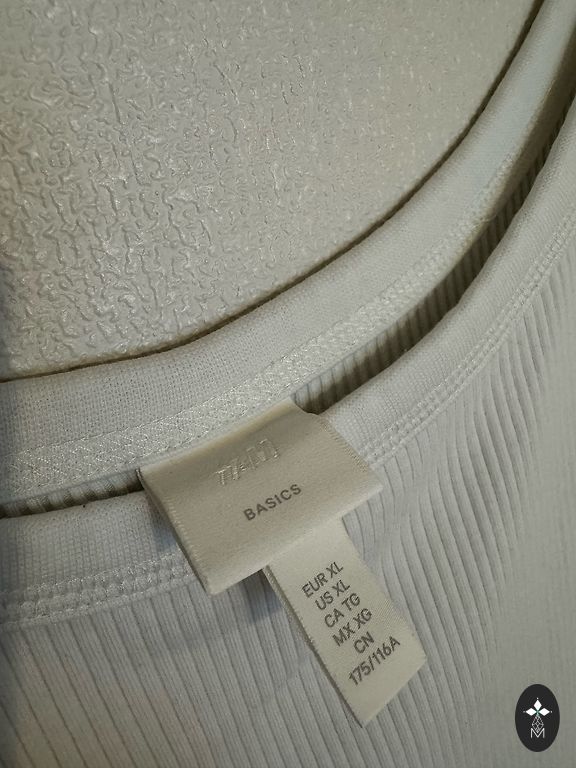 H&M
BASICS
EUR XL
US XL
CA TG
MX XG
CN
175/116A
M